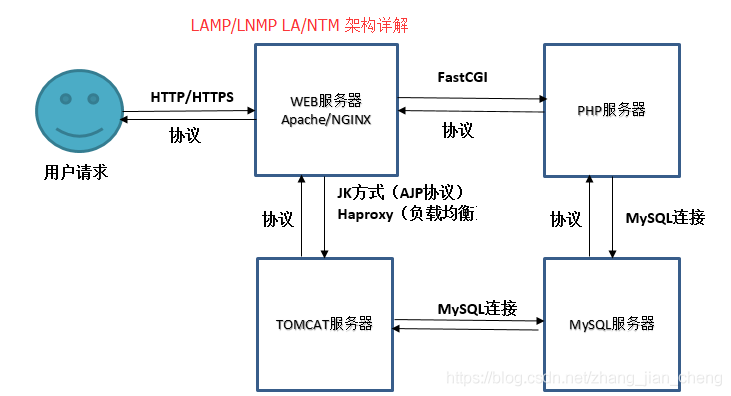 LAMP/LNMP LA/NTM 架构详解
HTTP/HTTPS
协议
用户请求
WEB服务器
Apache/NGINX
FastCGI
协议
PHP服务器
协议
JK方式（AJP协议）
Haproxy（负载均衡
协议
MySQL连接
TOMCAT服务器
MySQL连接
MySQL服务器
https://blog.csdn.net/zhang_jian_cheng